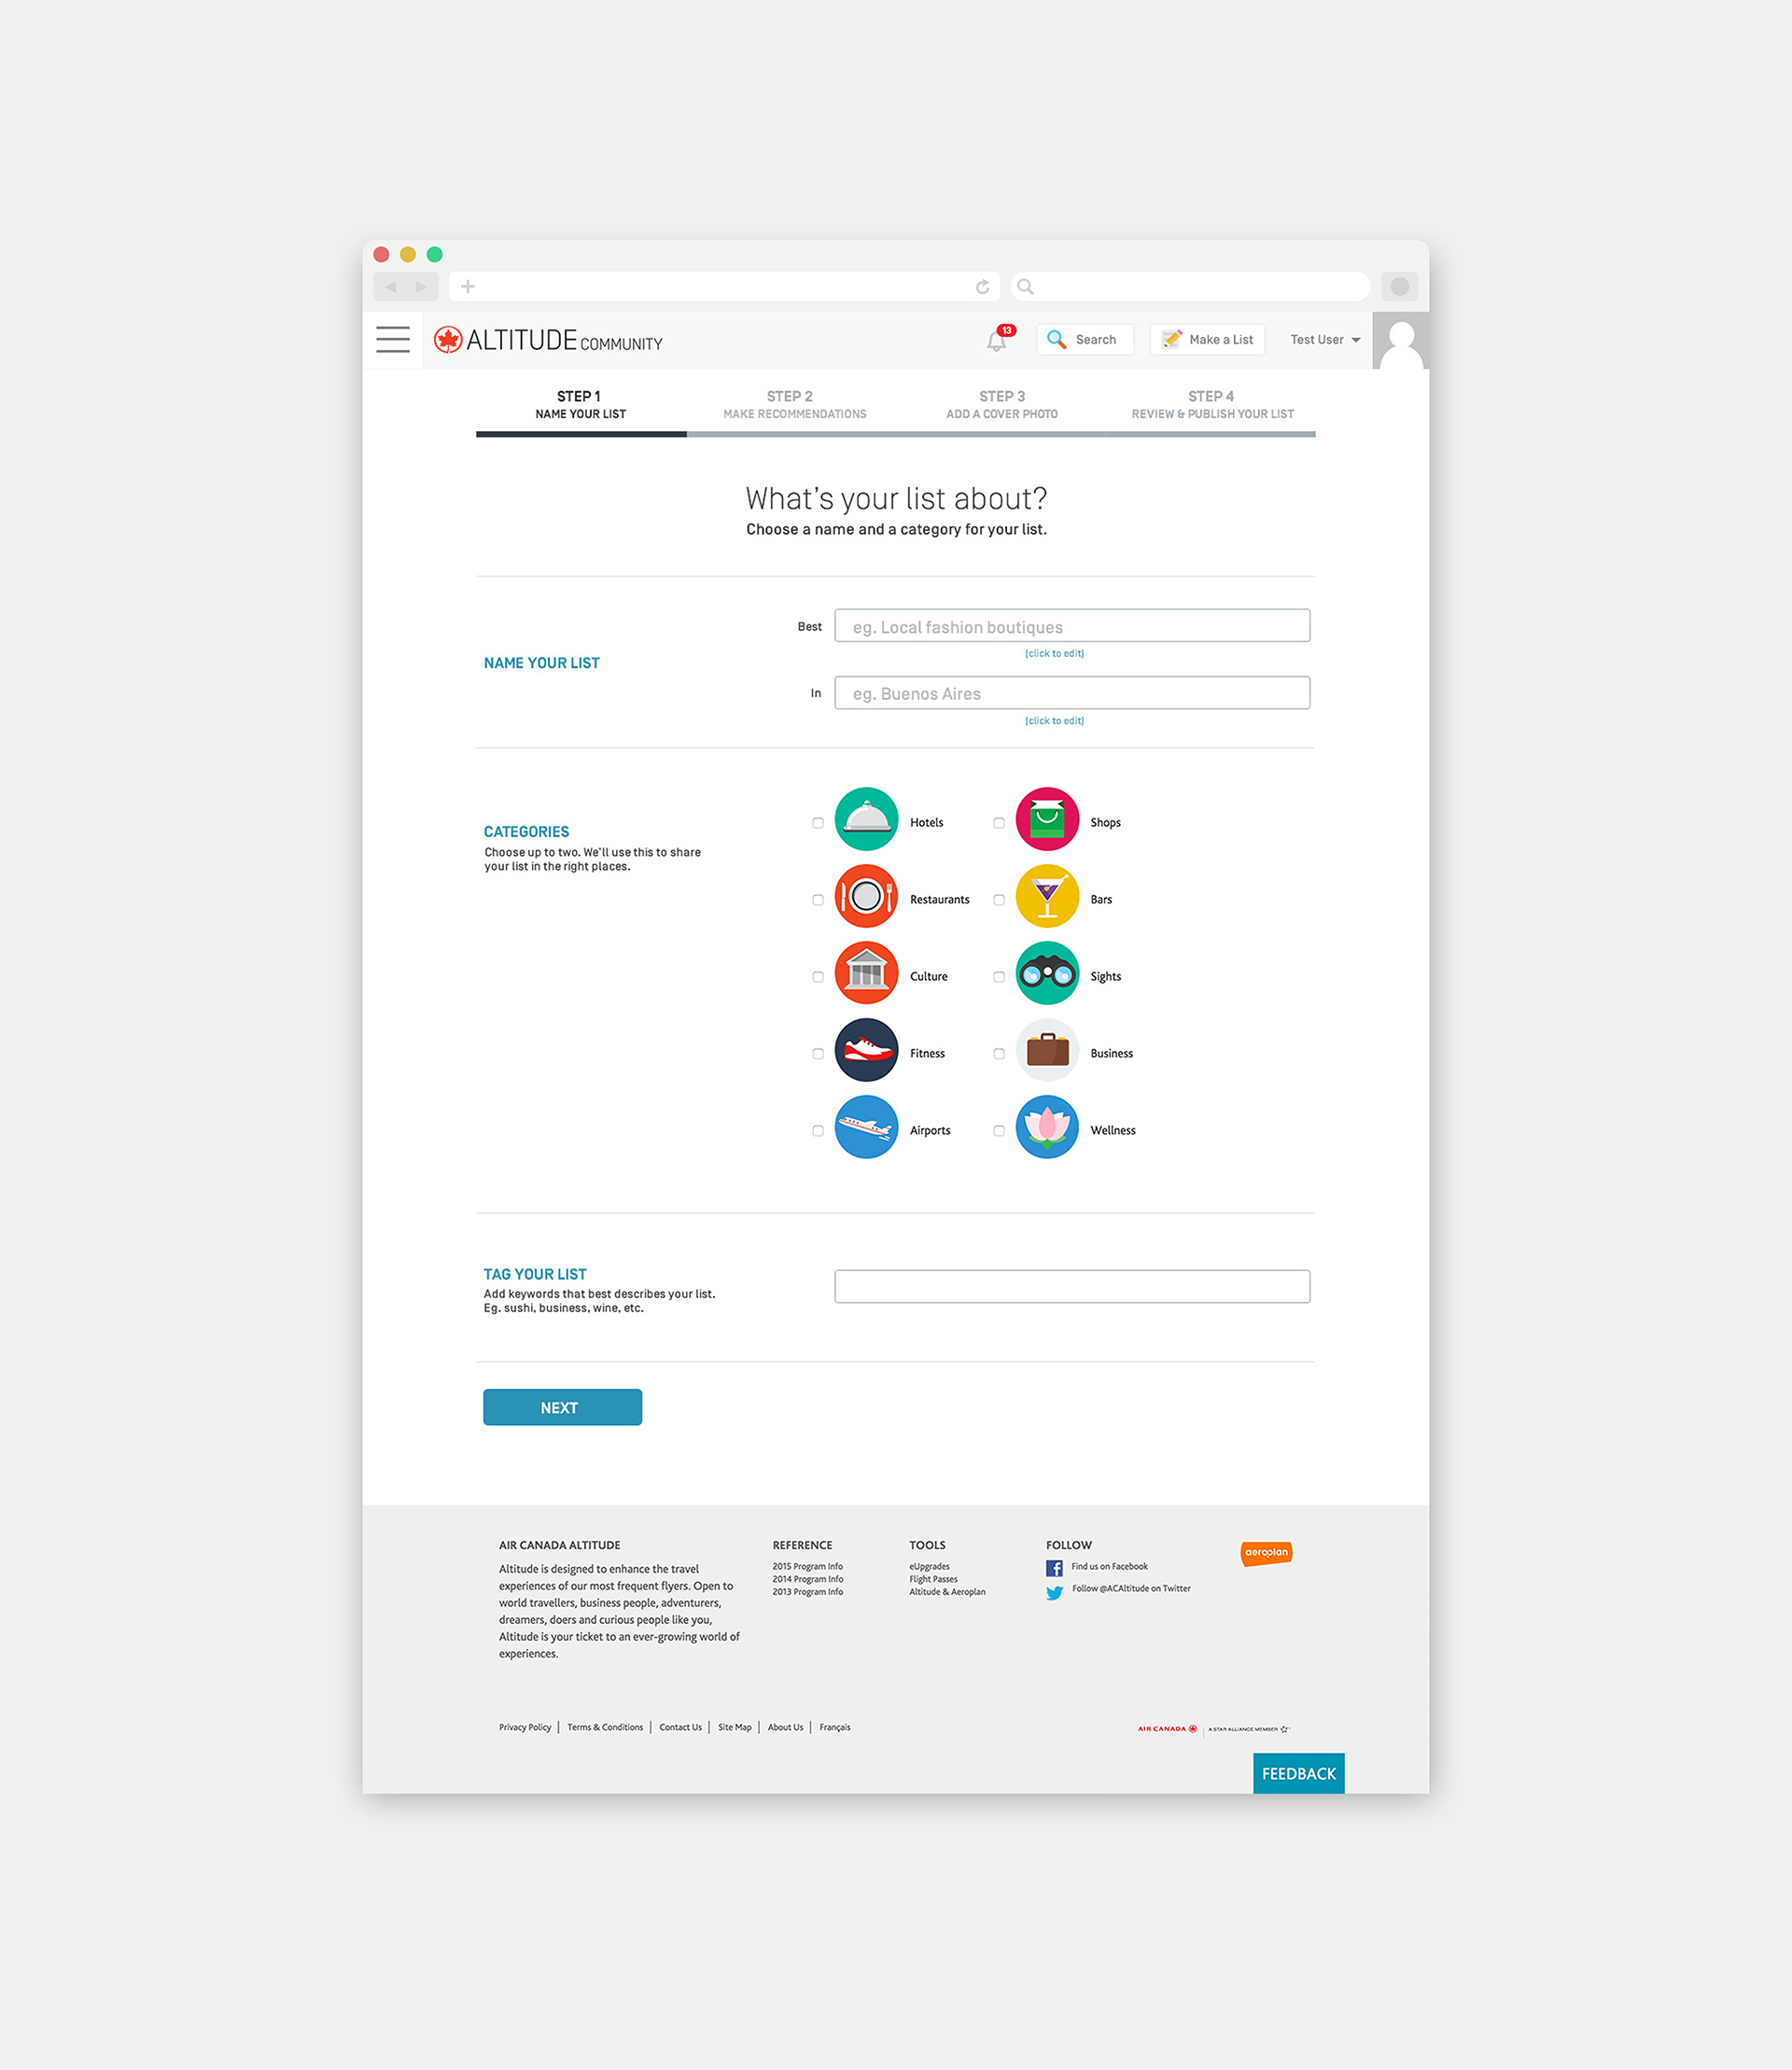 ALTITUDE COMMUNITY
13
Search
Make a List
Test User
STEP 1
NAME YOUR LIST
STEP 2
MAKE RECOMMENDATIONS
STEP 3
ADD A COVER PHOTO
STEP 4
REVIEW & PUBLISH YOUR LIST
What's your list about?
Choose a name and a category for your list.
NAME YOUR LIST
Best
eg. Local fashion boutiques
(click to edit)
In
eg. Buenos Aires
(click to edit)
CATEGORIES
Choose up to two. We'll use this to share
your list in the right places.
Hotels
Shops
Restaurants
Bars
Culture
Sights
Fitness
Business
Airports
Wellness
TAG YOUR LIST
Add keywords that best describes your list.
Eg. sushi, business, wine, etc.
NEXT
AIR CANADA ALTITUDE
Altitude is designed to enhance the travel
experiences of our most frequent flyers. Open to
world travellers, business people, adventurers,
dreamers, doers and curious people like you,
Altitude is your ticket to an ever-growing world of
experiences.
REFERENCE
2015 Program Info
2014 Program Info
2013 Program Info
TOOLS
eUpgrades
Flight Passes
Altitude & Aeroplan
FOLLOW
Find us on Facebook
Follow @ACAltitude on Twitter
aeroplan
Privacy Policy | Terms & Conditions | Contact Us | Site Map | About Us | Français
AIR CANADA | A STAR ALLIANCE MEMBER
FEEDBACK